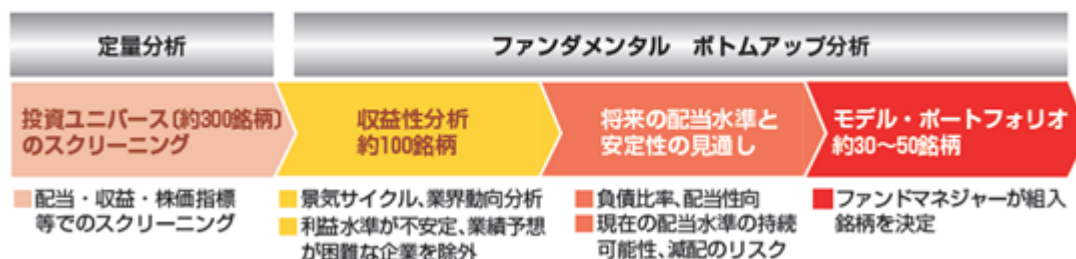 定量分析
ファンダメンタル ボトムアップ分析
投資ユニバース(約300銘柄)
のスクリーニング
収益性分析
約100銘柄
将来の配当水準と
安定性の見通し
モデル・ポートフォリオ
約30～50銘柄
配当・収益・株価指標
等でのスクリーニング
景気サイクル、業界動向分析
利益水準が不安定、業績予想
が困難な企業を除外
負債比率、配当性向
現在の配当水準の持続
可能性、減配のリスク
ファンドマネジャーが組入
銘柄を決定